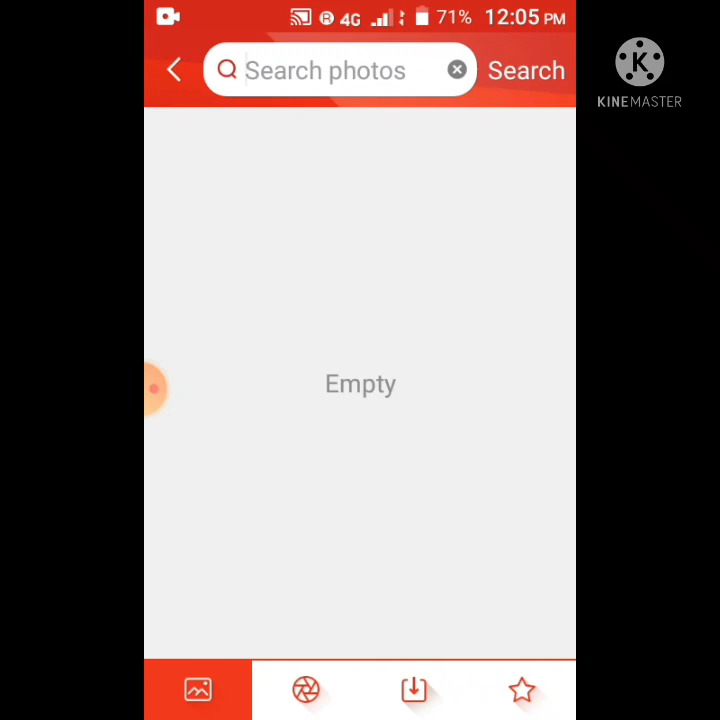 R 4G 71% 12:05 PM
Search photos Search
K
KINEMASTER
Empty